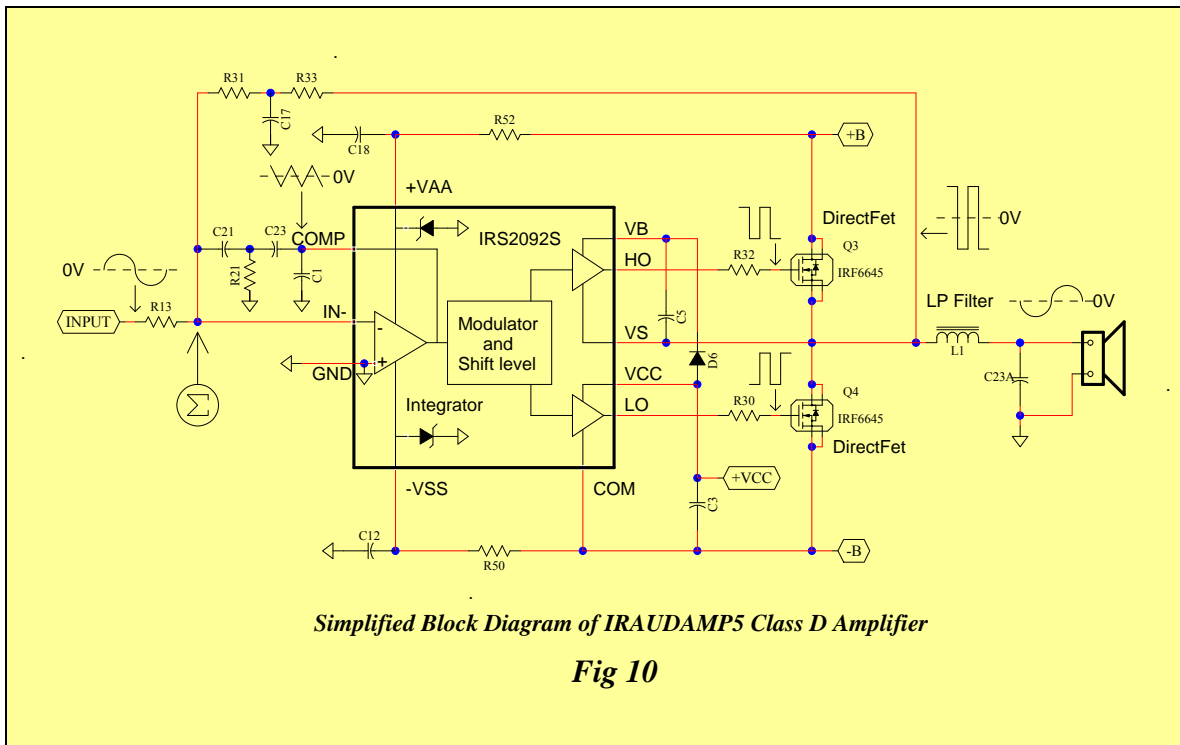 R31
R33
C17
R52
C18
+B
0V
+VAA
0V
DirectFet
IRS2092S
VB
Q3
C21
C23
COMP
HO
R32
IRF6645
0V
R21
C1
LP Filter
0V
INPUT
R13
IN-
Modulator
and
Shift level
C5
VS
L1
GND
D6
VCC
Q4
C23A
Σ
Integrator
LO
R30
IRF6645
DirectFet
-VSS
COM
+VCC
C3
C12
R50
-B
- + 
Simplified Block Diagram of IRAUDAMP5 Class D Amplifier
Fig 10